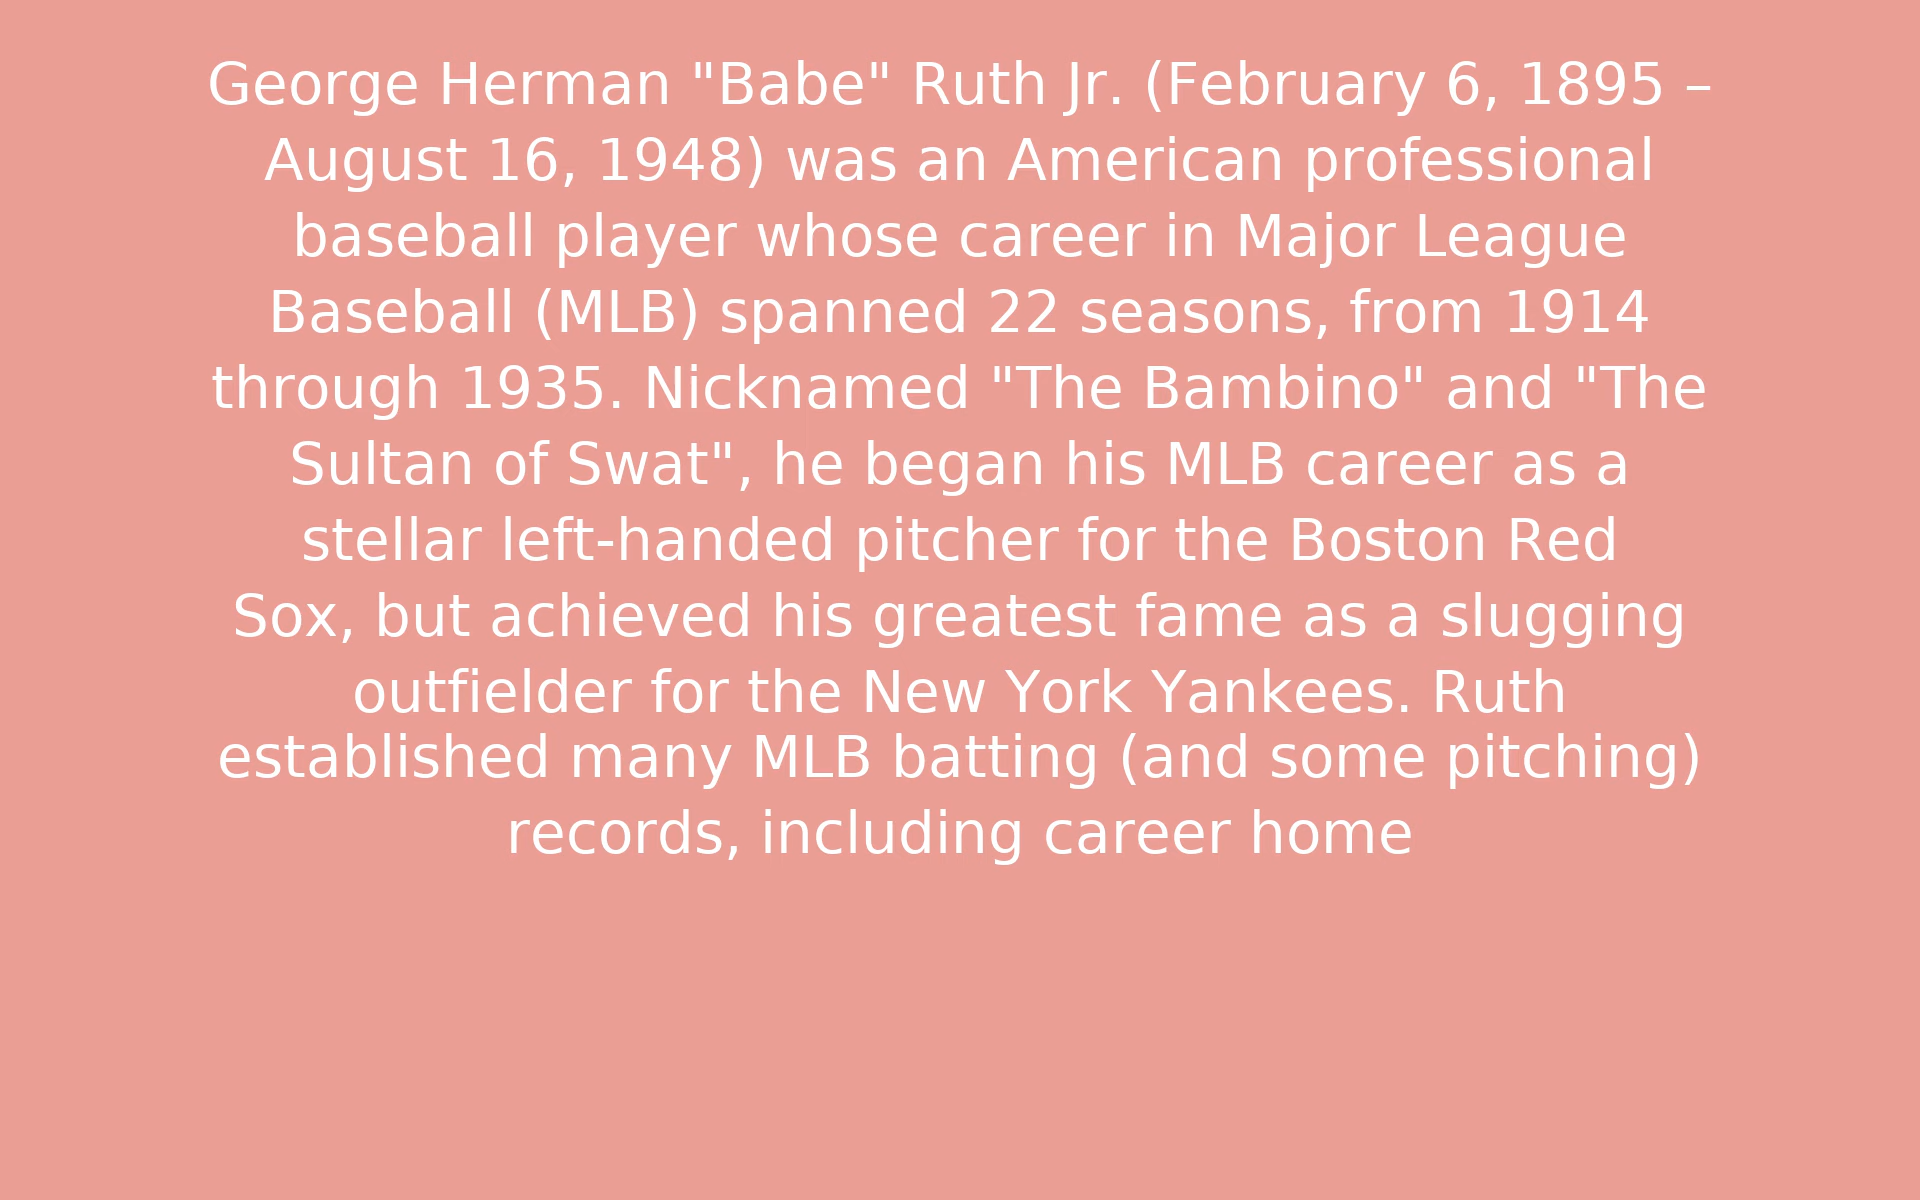 George Herman "Babe" Ruth Jr. (February 6, 1895 –
August 16, 1948) was an American professional
baseball player whose career in Major League
Baseball (MLB) spanned 22 seasons, from 1914
through 1935. Nicknamed "The Bambino" and "The
Sultan of Swat", he began his MLB career as a
stellar left-handed pitcher for the Boston Red
Sox, but achieved his greatest fame as a slugging
outfielder for the New York Yankees. Ruth
established many MLB batting (and some pitching)
records, including career home